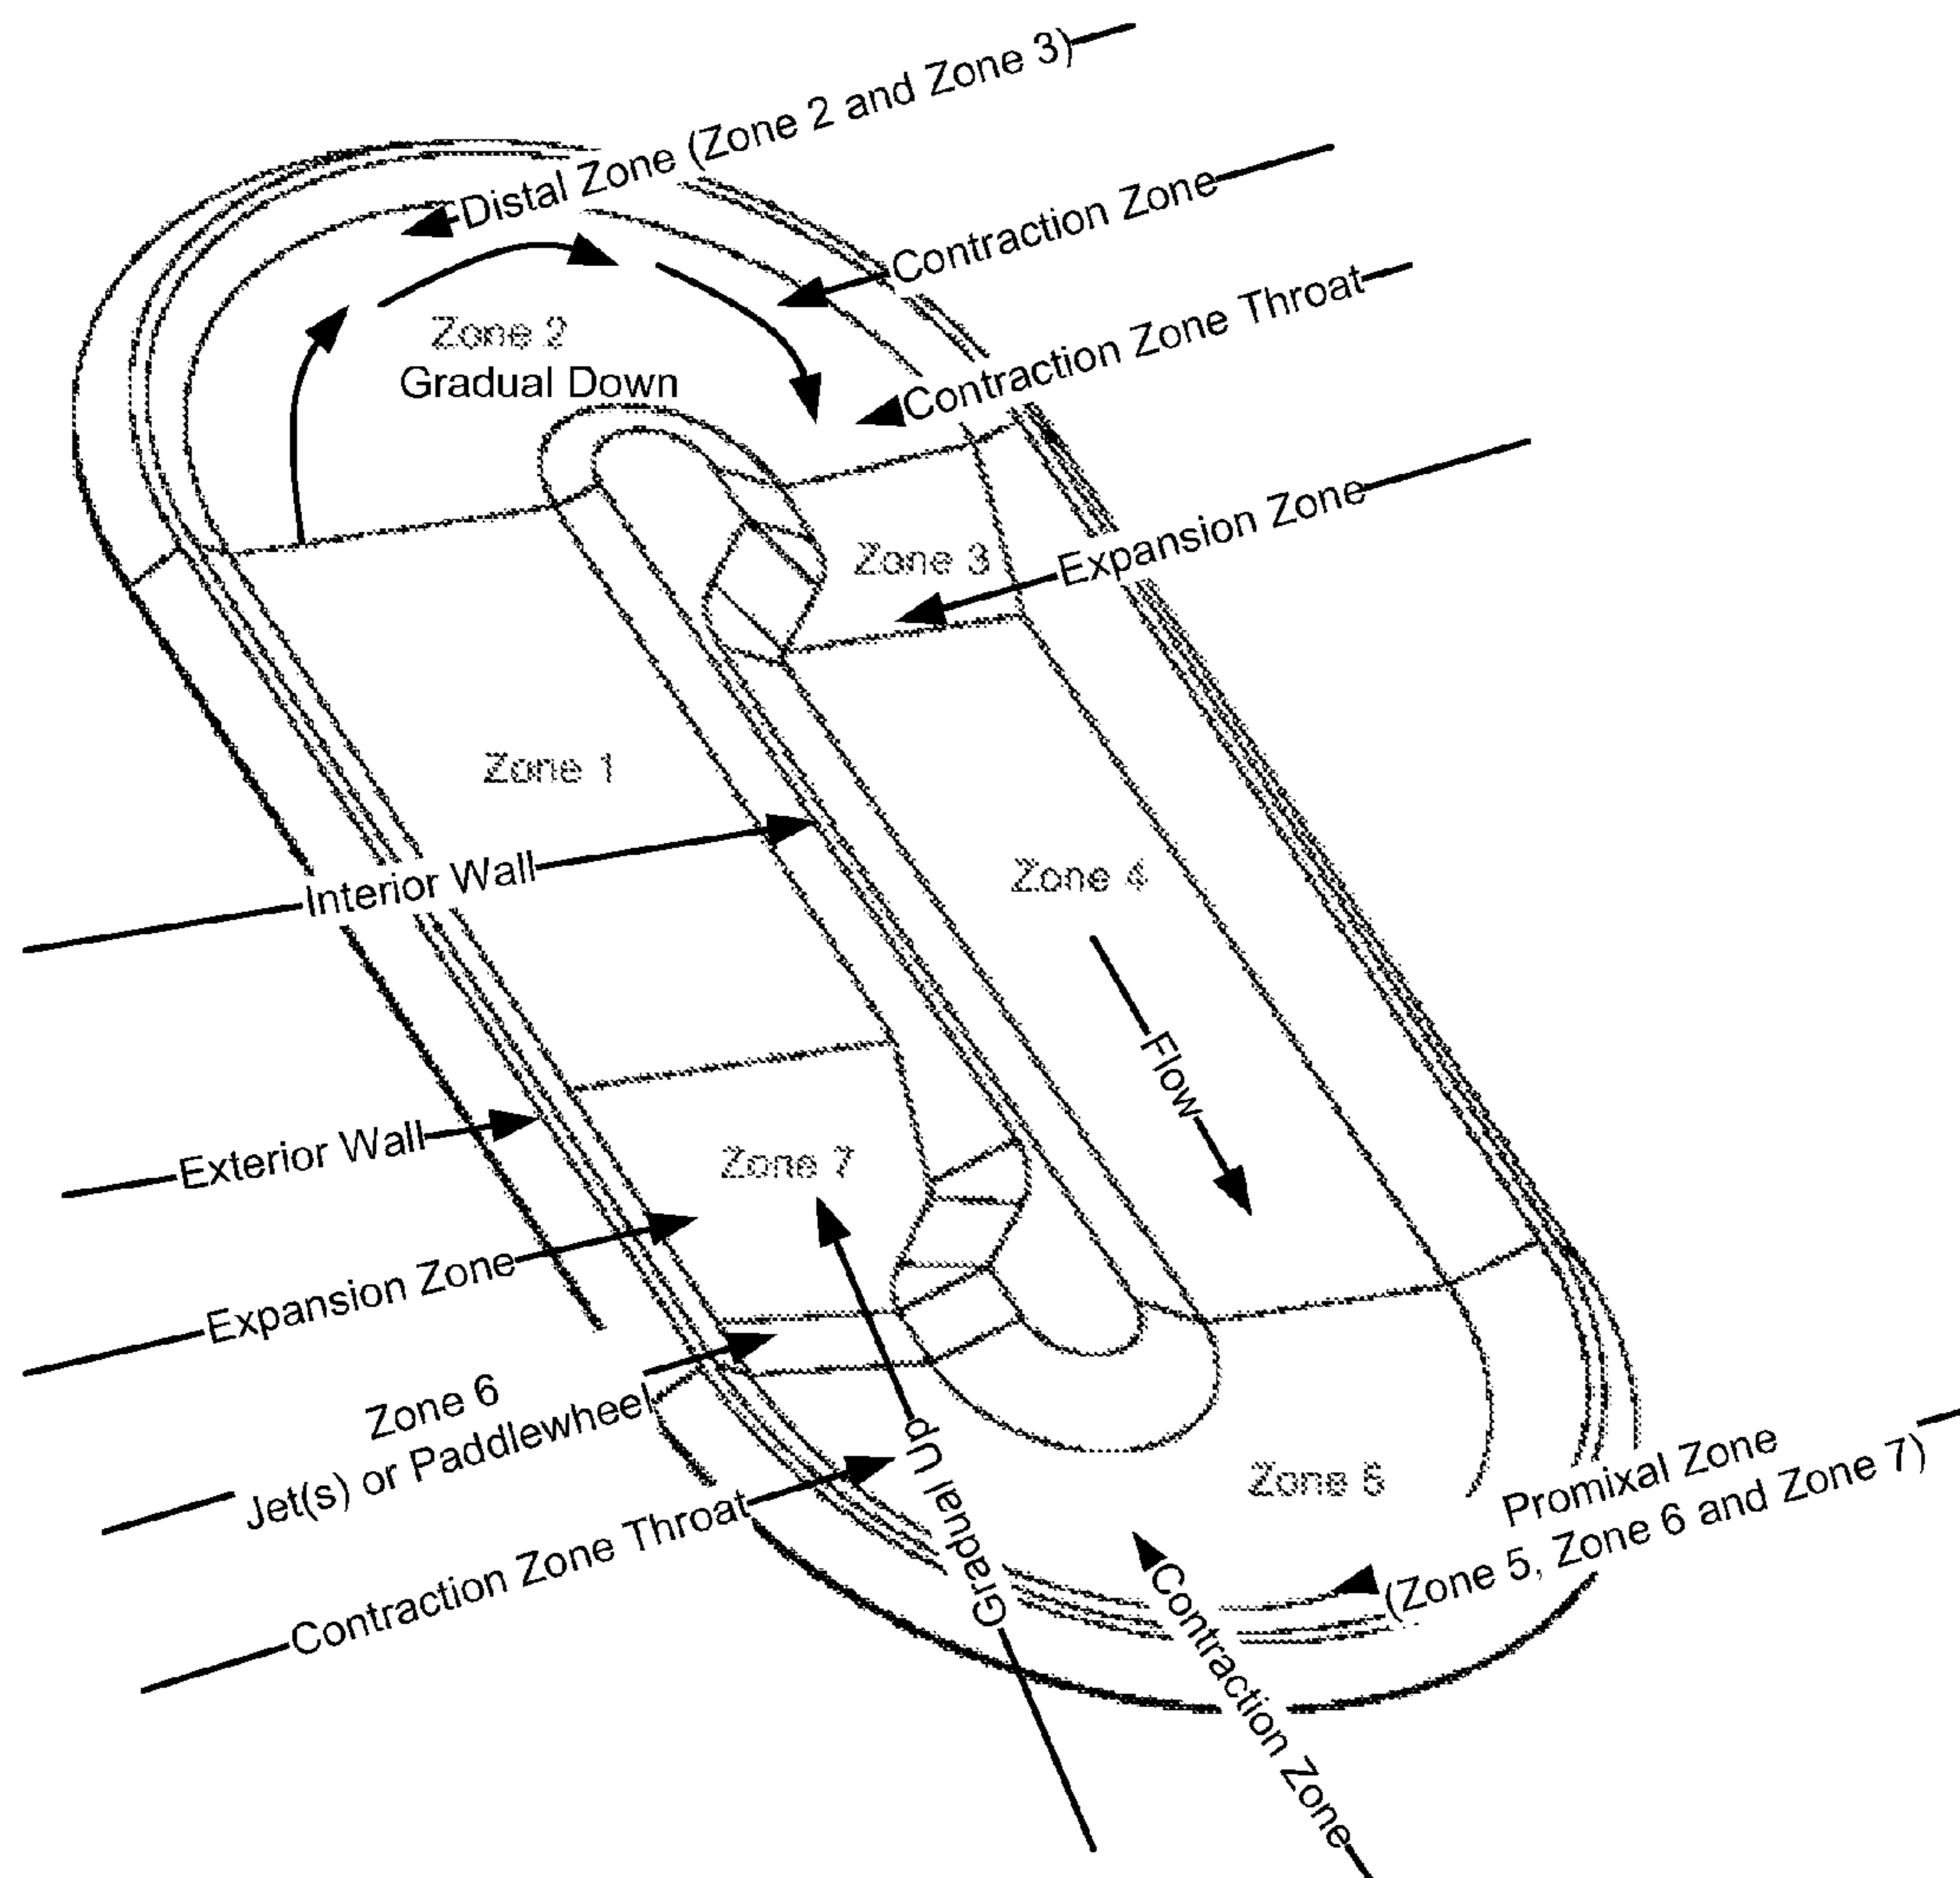 Distal Zone (Zone 2 and Zone 3)
Contraction Zone
Contraction Zone Throat
Zone 2
Gradual Down
Expansion Zone
Zone 3
Zone 1
Interior Wall
Zone 4
Flow
Exterior Wall
Zone 7
Expansion Zone
Zone 6
Jet(s) or Paddlewheel
Contraction Zone Throat
Gradual Up
Zone 5
Promixal Zone
(Zone 5, Zone 6 and Zone 7)
Contraction Zone